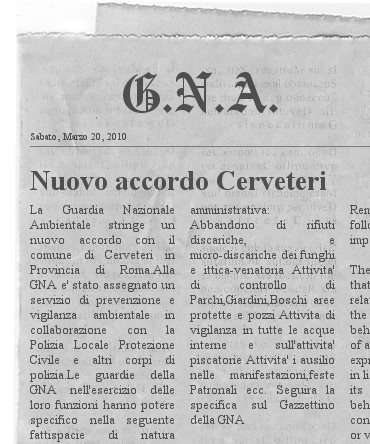 G.N.A.
Sabato, Marzo 20, 2010
Nuovo accordo Cerveteri
La Guardia Nazionale
Ambientale stringe un
nuovo accordo con il
comune di Cerveteri in
Provincia di Roma.Alla
GNA e' stato assegnato un
servizio di prevenzione e
vigilanza ambientale in
collaborazione con la
Polizia Locale Protezione
Civile e altri corpi di
polizia.Le guardie della
GNA nell'esercizio delle
loro funzioni hanno potere
specifico nella seguente
fattispacie di natura
amministrativa:
Abbandono di rifiuti
discariche, e
micro-discariche dei funghi
e ittica-venatoria Attivita'
di controllo di
Parchi,Giardini,Boschi aree
protette e pozzi Attivita di
vigilanza in tutte le acque
interne e sull'attivita'
piscatorie Attivita' i ausilio
nelle manifestazioni,feste
Patronali ecc. Seguira la
specifica sul Gazzettino
della GNA
Rem
follo
imp
The
that
rela
the
beh
of a
exp
in l
its
beh
con
or v